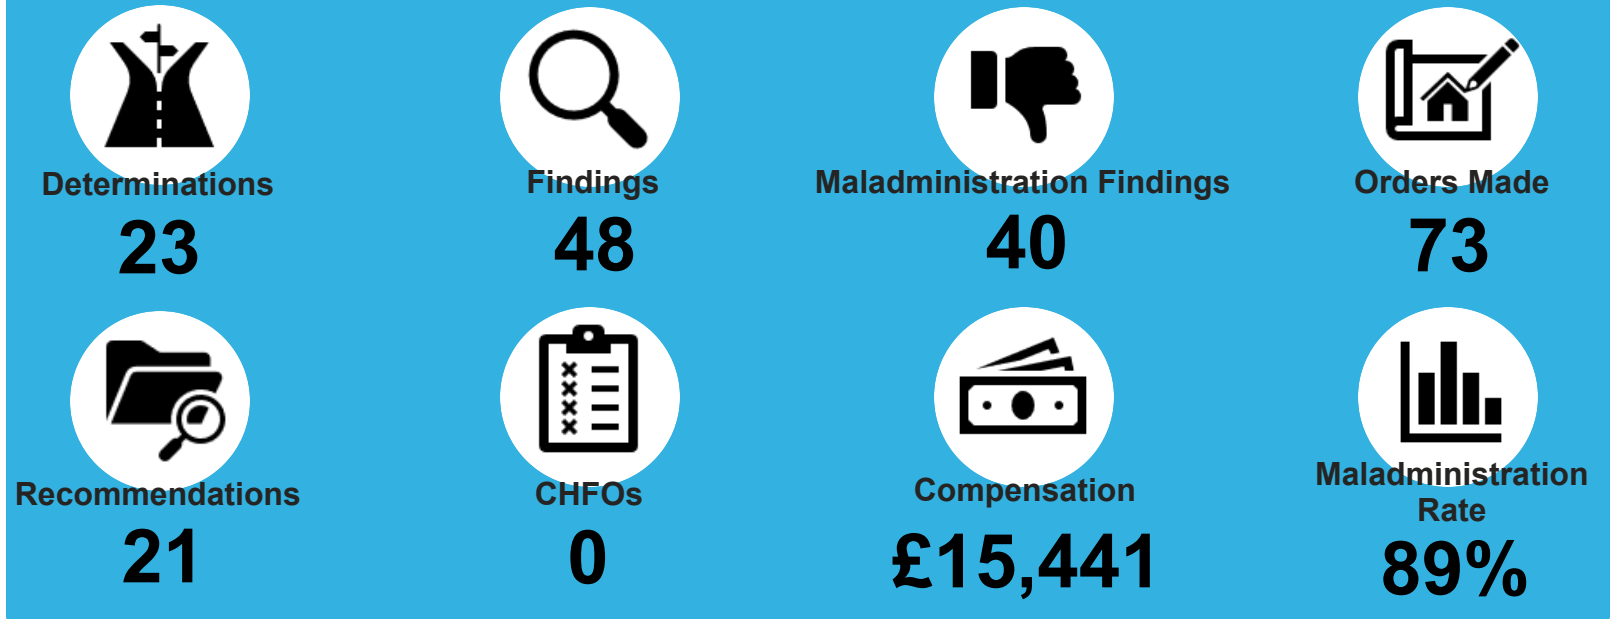 Determinations
23
Findings
48
Maladministration Findings
40
Orders Made
73
Recommendations
21
CHFOs
0
Compensation
£15,441
Maladministration
Rate
89%